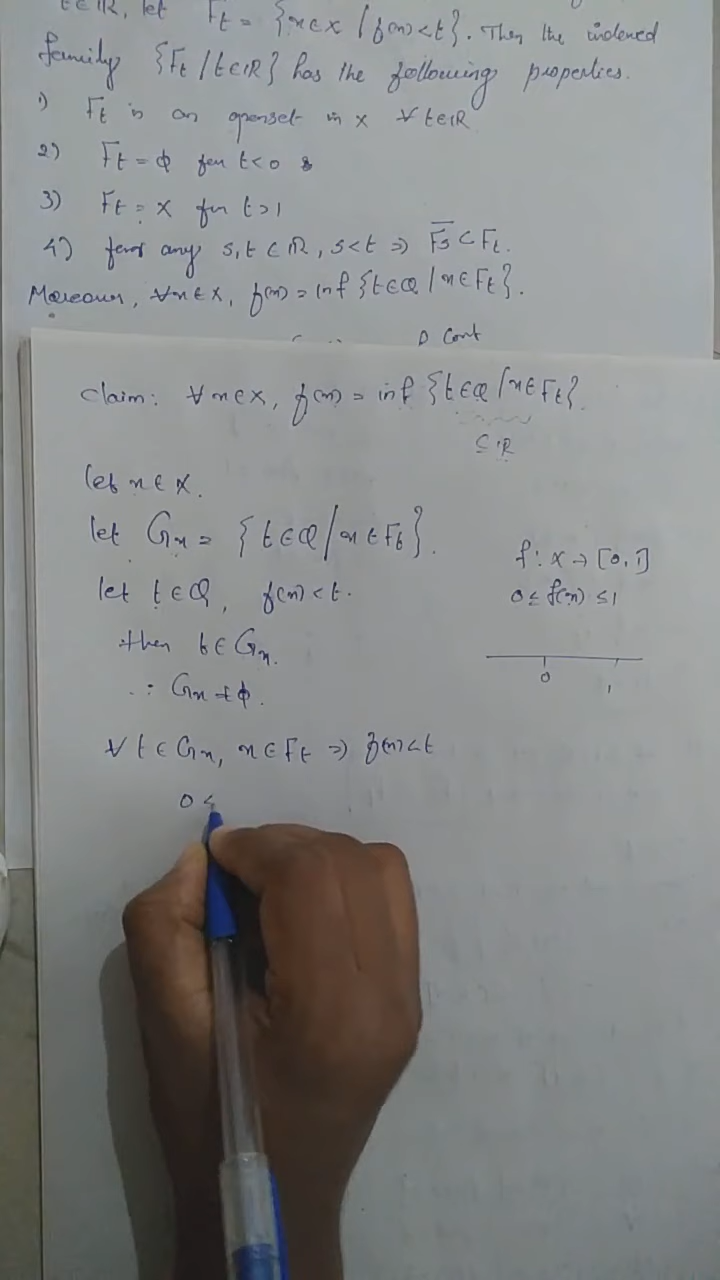 t∈ℝ, let Ft = {x∈X / f(x)<t}. Then the indexed
family {Ft / t∈ℝ} has the following properties.
1) Ft is an openset in x ∀ t∈ℝ
2) Ft = φ for t<0
3) Ft = X for t>1
4) for any s,t ∈ ℝ, s<t ⇒ F̅s ⊂ Ft.
Moreover, ∀x∈X, f(x) = inf {t∈Q / x∈Ft}.
Cont
Claim: ∀x∈X, f(x) = inf {t∈Q / x∈Ft}.
⊆ ℝ
let x∈X.
let Gx = {t∈Q / x∈Ft}.
f: X → [0,1]
let t∈Q, f(x)<t.
0 ≤ f(x) ≤ 1
then t∈Gx.
0 1
∴ Gx ≠ φ.
∀ t∈Gx, x∈Ft ⇒ f(x)<t
0 ≤